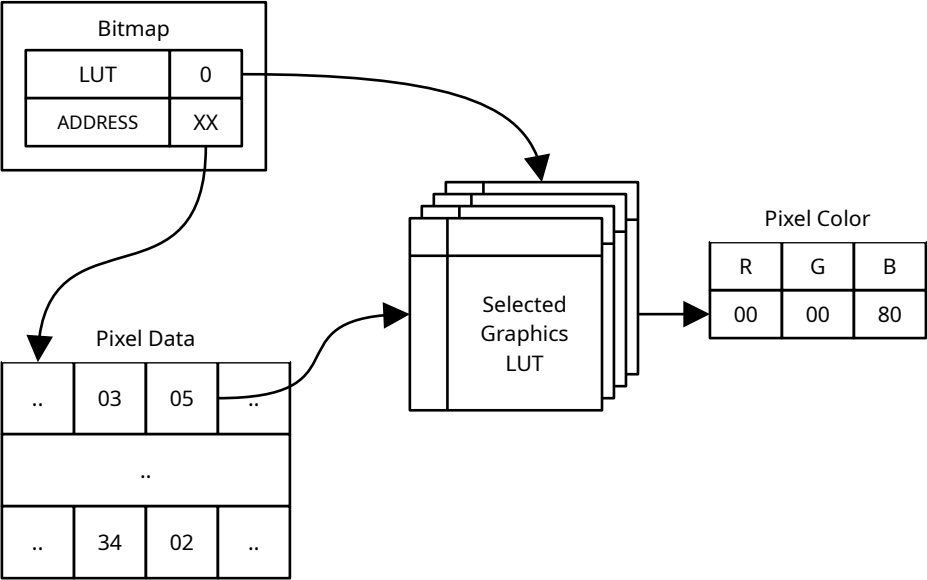 Bitmap
LUT 0
ADDRESS XX
Pixel Color
R G B
00 00 80
Selected
Graphics
LUT
Pixel Data
.. 03 05 ..
..
.. 34 02 ..